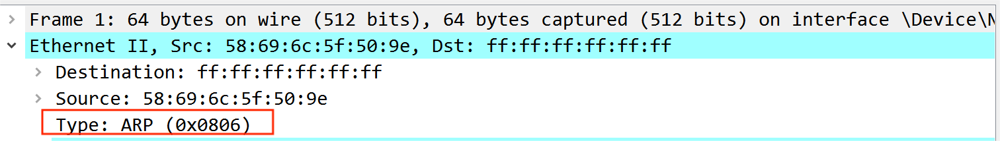 Frame 1: 64 bytes on wire (512 bits), 64 bytes captured (512 bits) on interface \Device\N
Ethernet II, Src: 58:69:6c:5f:50:9e, Dst: ff:ff:ff:ff:ff:ff
Destination: ff:ff:ff:ff:ff:ff
Source: 58:69:6c:5f:50:9e
Type: ARP (0x0806)